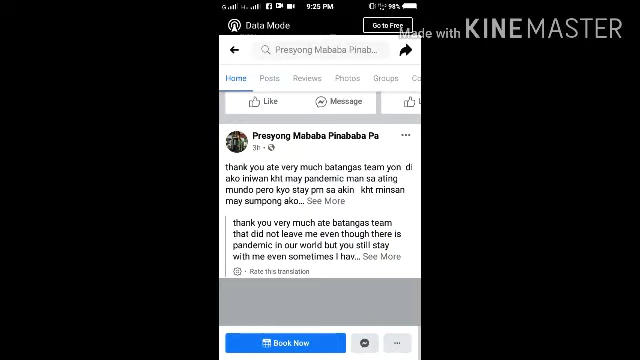 9:25 PM
98%
Data Mode
Go to Free
Made with KINEMASTER
Presyong Mababa Pinab...
Home Posts Reviews Photos Groups Co
Like Message
Presyong Mababa Pinababa Pa
3h
thank you ate very much batangas team yon di
ako iniwan kht may pandemic man sa ating
mundo pero kyo stay prn sa akin kht minsan
may sumpong ako... See More
thank you very much ate batangas team
that did not leave me even though there is
pandemic in our world but you still stay
with me even sometimes I hav... See More
Rate this translation
Book Now